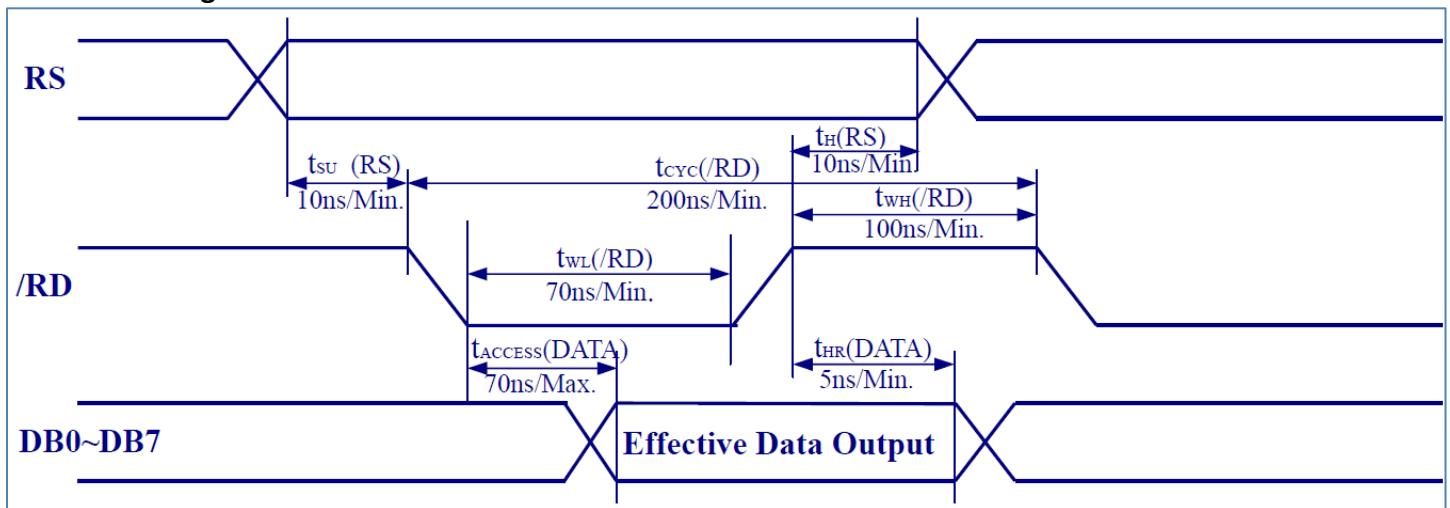 RS
tH(RS)
10ns/Min.
tSU (RS)
10ns/Min.
tCYC(/RD)
200ns/Min.
tWH(/RD)
100ns/Min.
/RD
tWL(/RD)
70ns/Min.
tACCESS(DATA)
70ns/Max.
tHR(DATA)
5ns/Min.
DB0~DB7
Effective Data Output